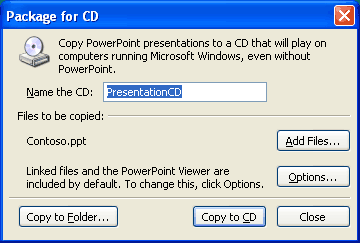 Package for CD
Copy PowerPoint presentations to a CD that will play on
computers running Microsoft Windows, even without
PowerPoint.
Name the CD: PresentationCD
Files to be copied:
Contoso.ppt
Add Files...
Linked files and the PowerPoint Viewer are
included by default. To change this, click Options.
Options...
Copy to Folder... Copy to CD Close